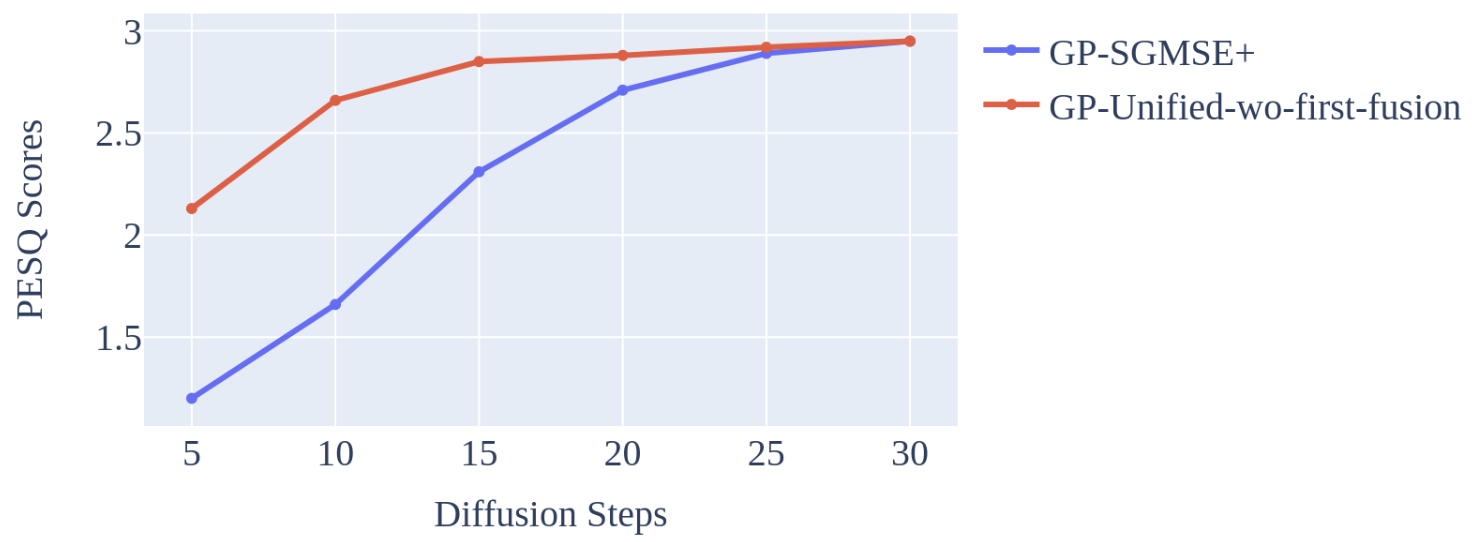 3
2.5
2
1.5
PESQ Scores
5 10 15 20 25 30
Diffusion Steps
GP-SGMSE+
GP-Unified-wo-first-fusion